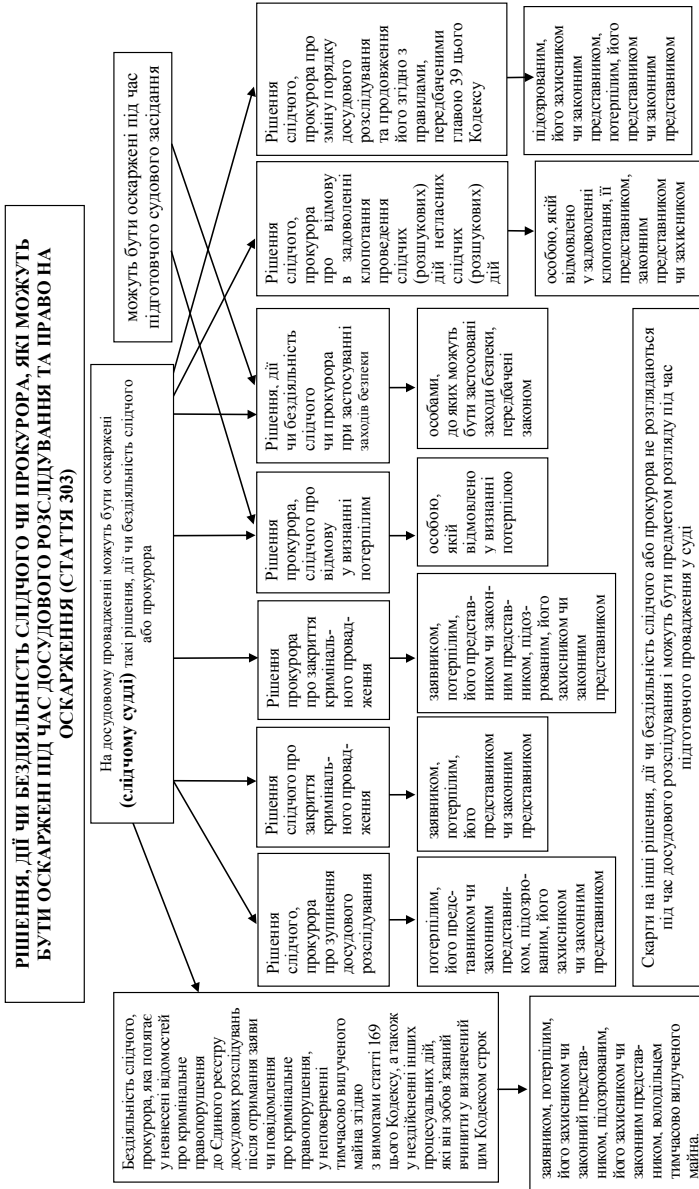 РІШЕННЯ, ДІЇ ЧИ БЕЗДІЯЛЬНІСТЬ СЛІДЧОГО ЧИ ПРОКУРОРА, ЯКІ МОЖУТЬ
БУТИ ОСКАРЖЕНІ ПІД ЧАС ДОСУДОВОГО РОЗСЛІДУВАННЯ ТА ПРАВО НА
ОСКАРЖЕННЯ (СТАТТЯ 303)
На досудовому провадженні можуть бути оскаржені
(слідчому судді) такі рішення, дії чи бездіяльність слідчого
або прокурора
можуть бути оскаржені під час
підготовчого судового засідання
Бездіяльність слідчого,
прокурора, яка полягає
у невнесені відомостей
про кримінальне
правопорушення
до Єдиного реєстру
досудових розслідувань
після отримання заяви
чи повідомлення
про кримінальне
правопорушення,
у неповерненні
тимчасово вилученого
майна згідно
з вимогами статті 169
цього Кодексу, а також
у нездійсненні інших
процесуальних дій,
які він зобов’язаний
вчинити у визначений
цим Кодексом строк
Рішення
слідчого,
прокурора
про зупинення
досудового
розслідування
Рішення
слідчого про
закриття
криміналь-
ного провад-
ження
Рішення
прокурора
про закриття
криміналь-
ного провад-
ження
Рішення
прокурора,
слідчого про
відмову
у визнанні
потерпілим
Рішення, дії
чи бездіяльність
слідчого
чи прокурора
при застосуванні
заходів безпеки
Рішення
слідчого,
прокурора
про відмову
в задоволенні
клопотання
проведення
слідчих
(розшукових)
дій негласних
слідчих
(розшукових)
дій
Рішення
слідчого,
прокурора про
зміну порядку
досудового
розслідування
та продовження
його згідно з
правилами,
передбаченими
главою 39 цього
Кодексу
заявником, потерпілим,
його захисником чи
законний представ-
ником, підозрюваним,
його захисником чи
законним представ-
ником, володільцем
тимчасово вилученого
майна.
потерпілим,
його предс-
тавником чи
законним
представни-
ком, підозрю-
ваним, його
захисником
чи законним
представником
заявником,
потерпілим,
його
представником
чи законним
представником
заявником,
потерпілим,
його представ-
ником чи закон-
ним представ-
ником, підоз-
рюваним, його
захисником чи
законним
представником
особою,
якій
відмовлено
у визнанні
потерпілою
особами,
до яких можуть
бути застосовані
заходи безпеки,
передбачені
законом
особою, якій
відмовлено
у задоволенні
клопотання, її
представником,
законним
представником
чи захисником
підозрюваним,
його захисником
чи законним
представником,
потерпілим, його
представником
чи законним
представником
Скарги на інші рішення, дії чи бездіяльність слідчого або прокурора не розглядаються
під час досудового розслідування і можуть бути предметом розгляду під час
підготовчого провадження у суді